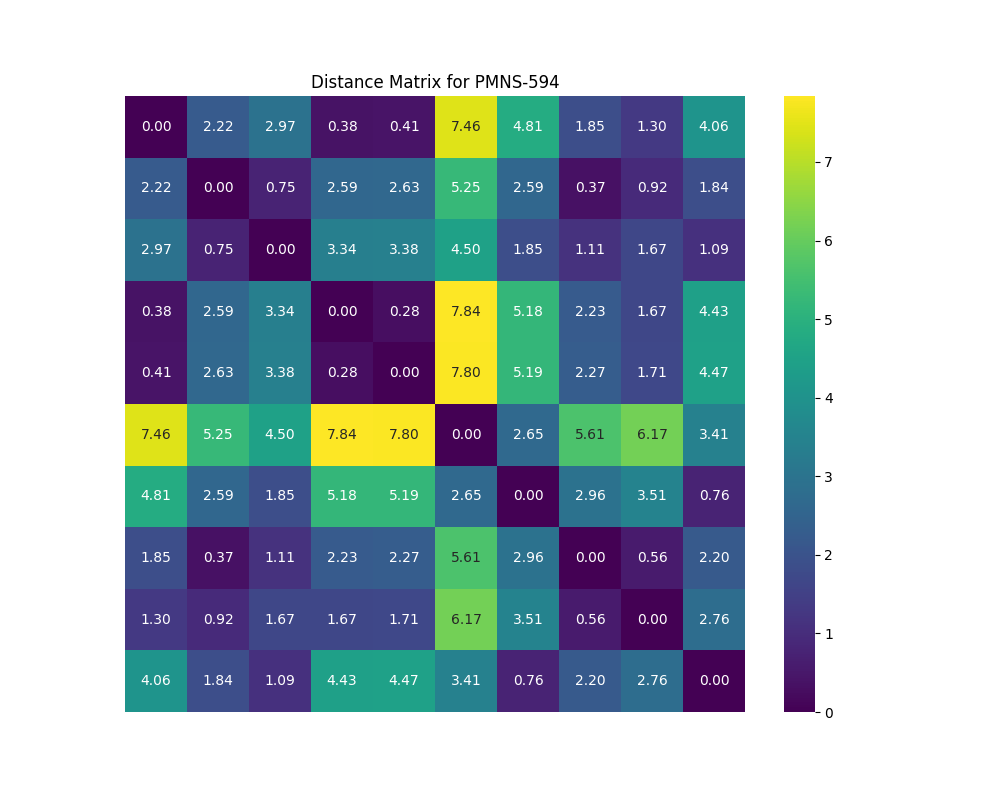 Distance Matrix for PMNS-594
0.00 2.22 2.97 0.38 0.41 7.46 4.81 1.85 1.30 4.06
2.22 0.00 0.75 2.59 2.63 5.25 2.59 0.37 0.92 1.84
2.97 0.75 0.00 3.34 3.38 4.50 1.85 1.11 1.67 1.09
0.38 2.59 3.34 0.00 0.28 7.84 5.18 2.23 1.67 4.43
0.41 2.63 3.38 0.28 0.00 7.80 5.19 2.27 1.71 4.47
7.46 5.25 4.50 7.84 7.80 0.00 2.65 5.61 6.17 3.41
4.81 2.59 1.85 5.18 5.19 2.65 0.00 2.96 3.51 0.76
1.85 0.37 1.11 2.23 2.27 5.61 2.96 0.00 0.56 2.20
1.30 0.92 1.67 1.67 1.71 6.17 3.51 0.56 0.00 2.76
4.06 1.84 1.09 4.43 4.47 3.41 0.76 2.20 2.76 0.00
7
6
5
4
3
2
1
0